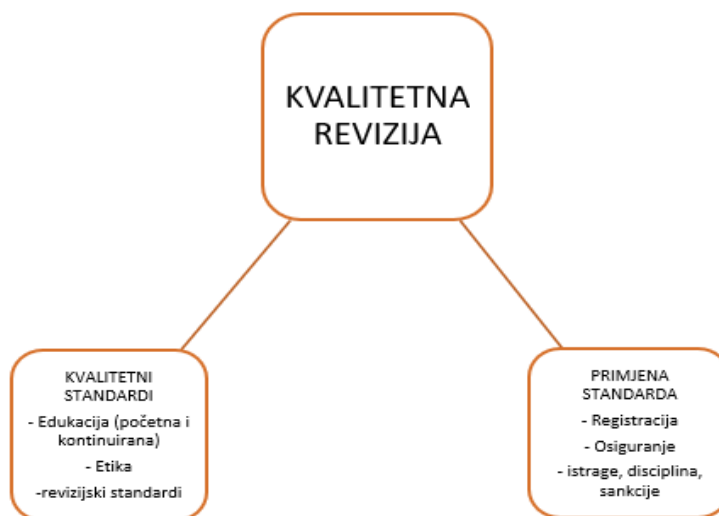 KVALITETNA
REVIZIJA
KVALITETNI
STANDARDI
- Edukacija (početna i
kontinuirana)
- Etika
-revizijski standardi
PRIMJENA
STANDARDA
- Registracija
- Osiguranje
- istrage, disciplina,
sankcije